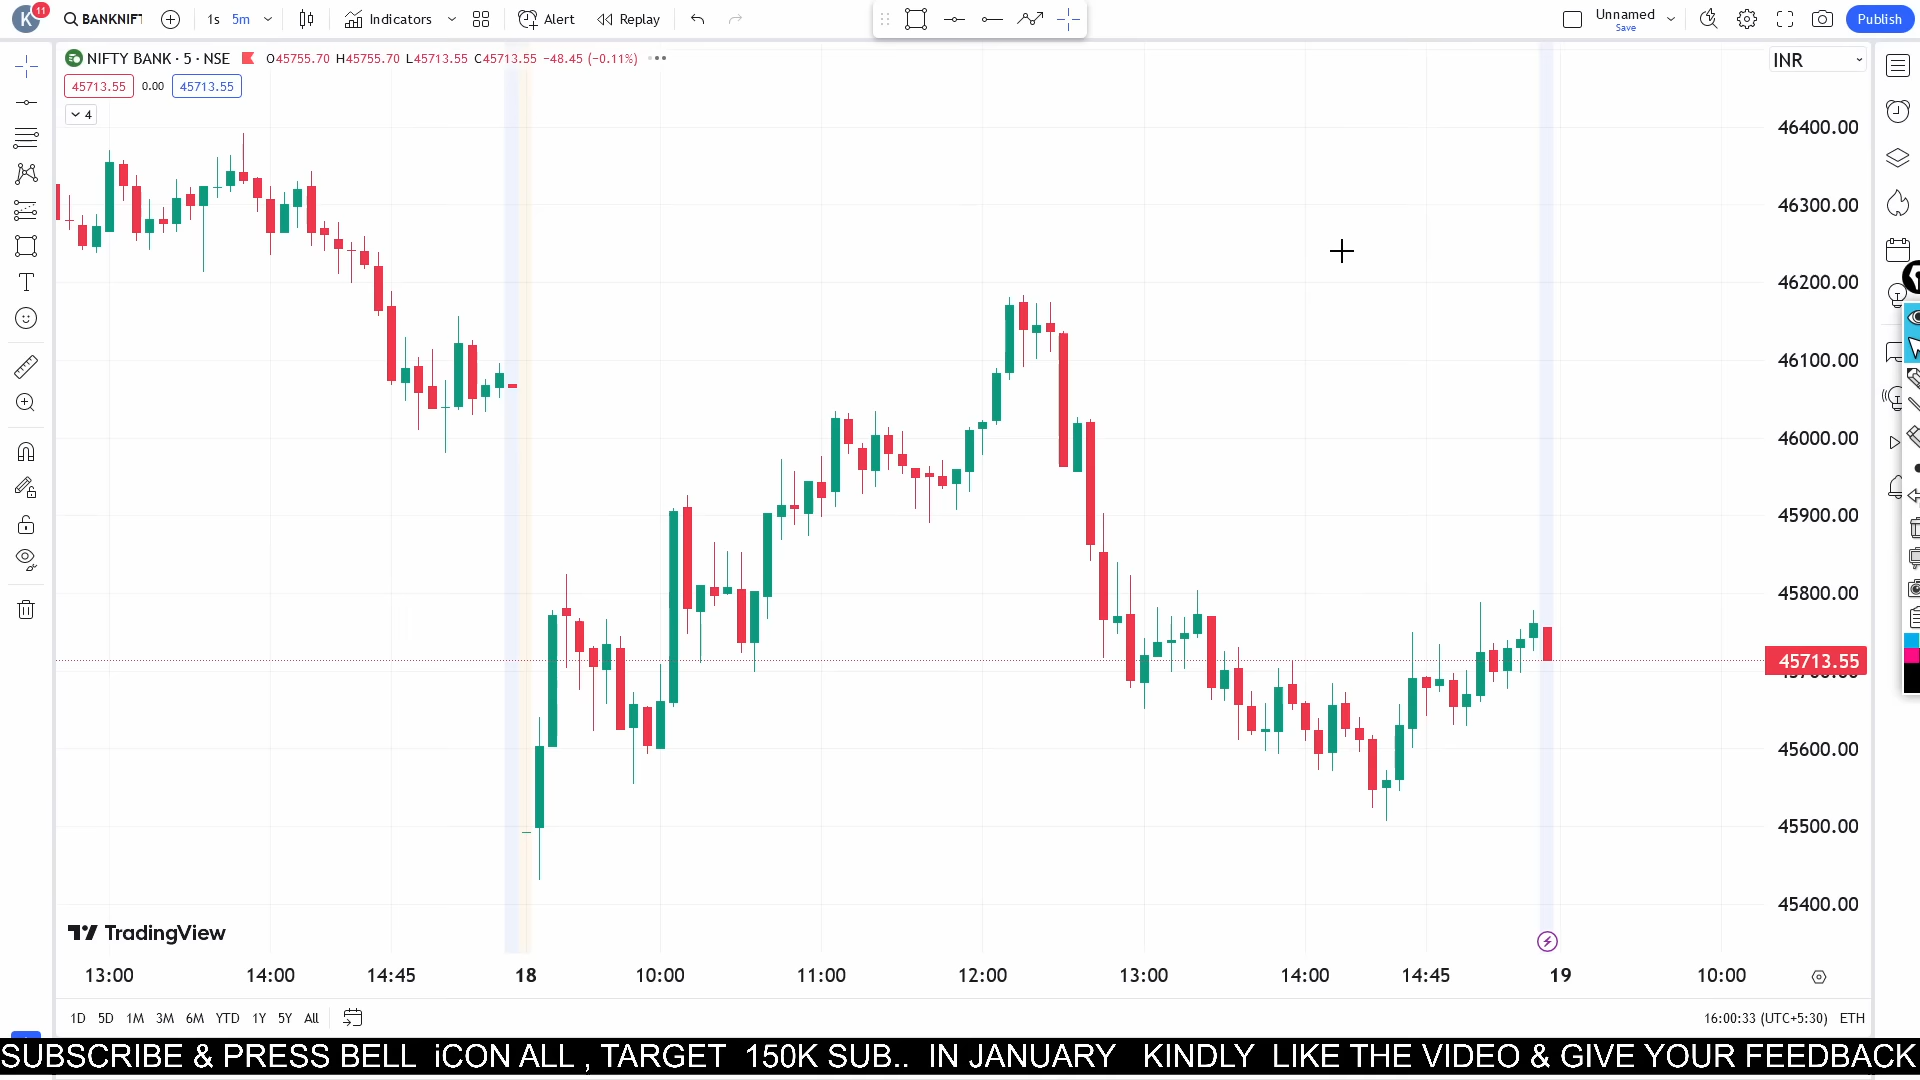 K 11 BANKNIFT 1s 5m Indicators Alert Replay Unnamed Save Publish
NIFTY BANK · 5 · NSE O45755.70 H45755.70 L45713.55 C45713.55 −48.45 (−0.11%)
INR
45713.55 0.00 45713.55
4
46400.00
46300.00
46200.00
46100.00
46000.00
45900.00
45800.00
45713.55
45600.00
45500.00
45400.00
TradingView
13:00 14:00 14:45 18 10:00 11:00 12:00 13:00 14:00 14:45 19 10:00
1D 5D 1M 3M 6M YTD 1Y 5Y All 16:00:33 (UTC+5:30) ETH
SUBSCRIBE & PRESS BELL iCON ALL , TARGET 150K SUB.. IN JANUARY KINDLY LIKE THE VIDEO & GIVE YOUR FEEDBACK